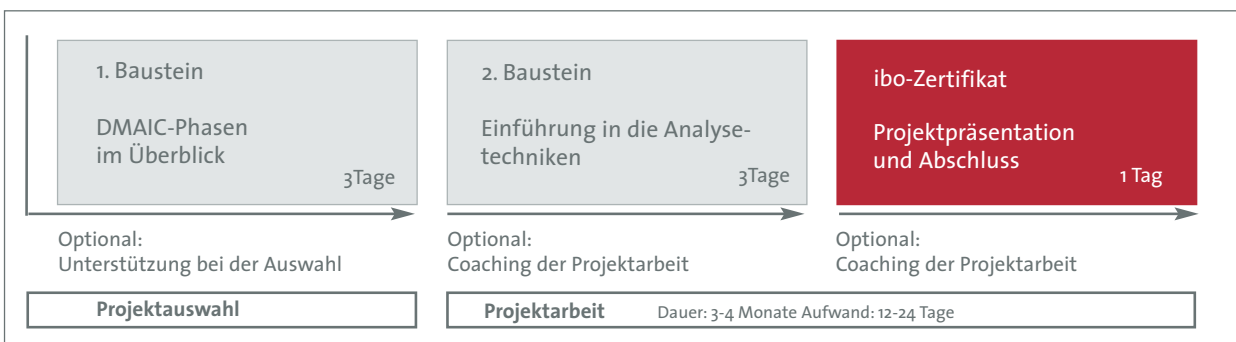 1. Baustein
DMAIC-Phasen
im Überblick
3Tage
2. Baustein
Einführung in die Analyse-
techniken
3Tage
ibo-Zertifikat
Projektpräsentation
und Abschluss
1 Tag
Optional:
Unterstützung bei der Auswahl
Optional:
Coaching der Projektarbeit
Optional:
Coaching der Projektarbeit
Projektauswahl
Projektarbeit Dauer: 3-4 Monate Aufwand: 12-24 Tage